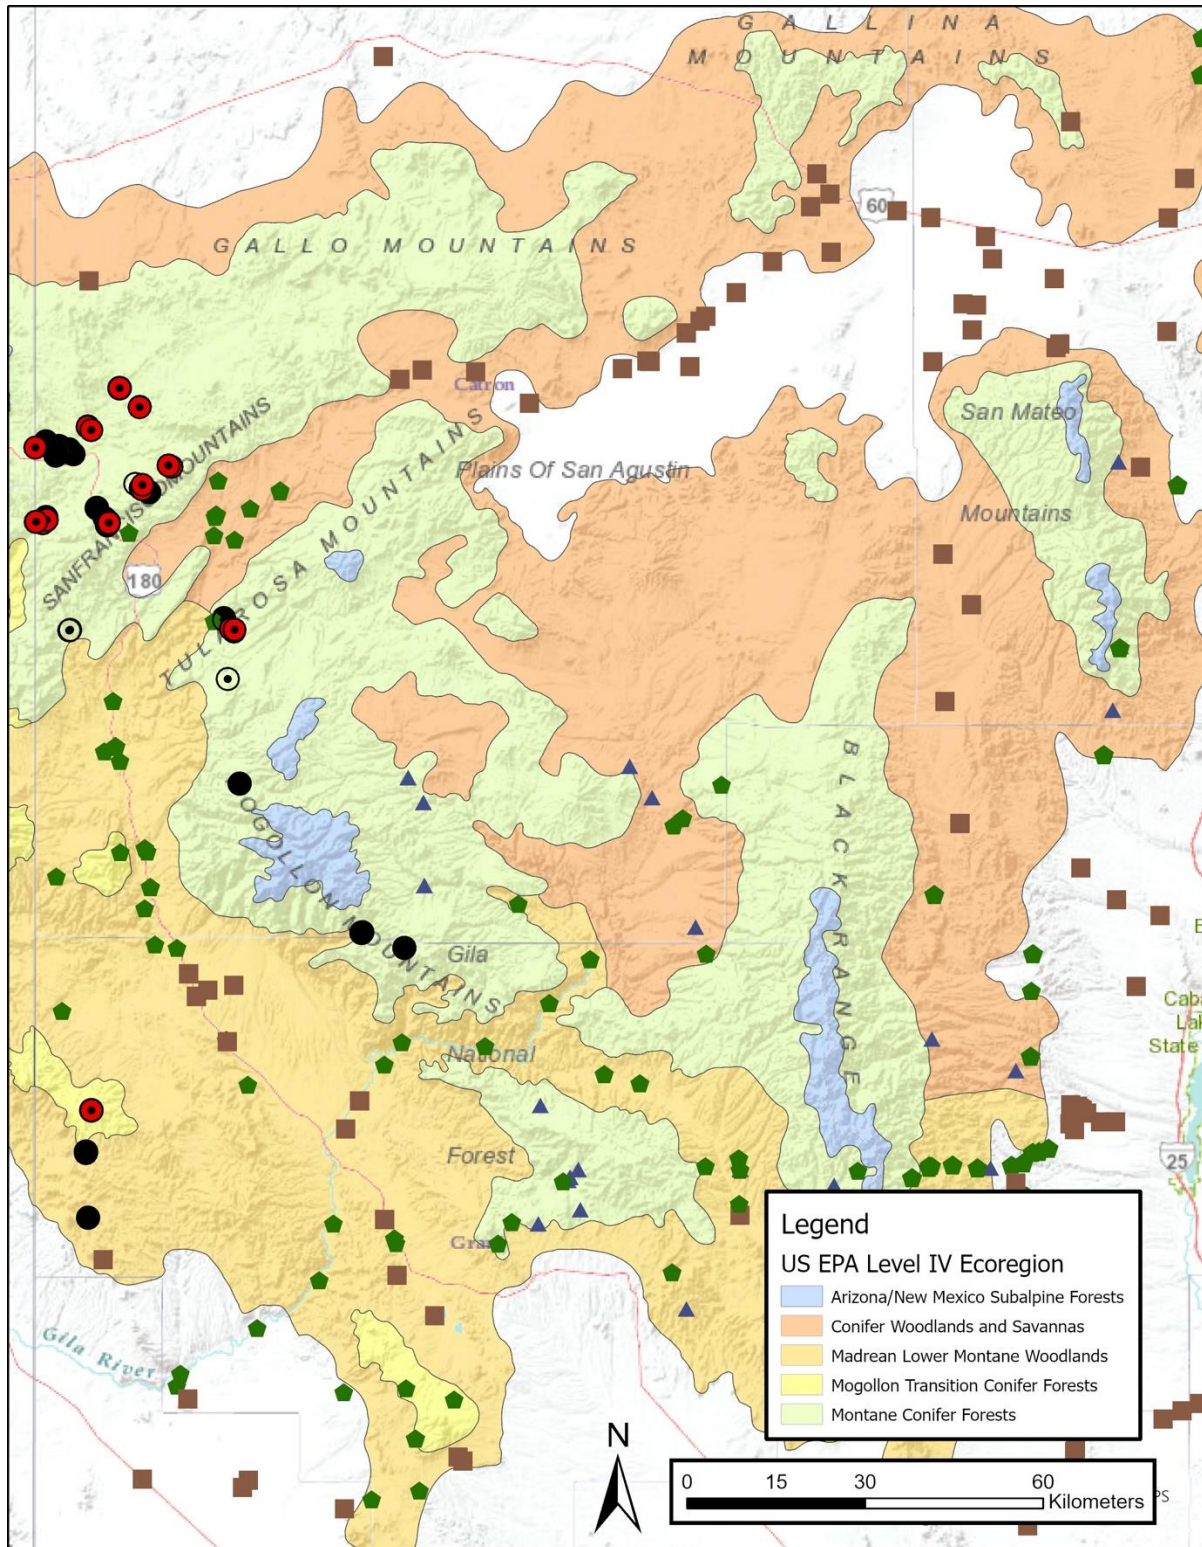 GALLINA
MOUNTAINS
60
GALLO MOUNTAINS
Catron
San Mateo
Plains Of San Agustin
Mountains
SANFRANCISCOMOUNTAINS
180
TULAROSA MOUNTAINS
BLACK RANGE
MOGOLLON MOUNTAINS
Gila
National
Forest
State
25
Gila River
Legend
US EPA Level IV Ecoregion
Arizona/New Mexico Subalpine Forests
Conifer Woodlands and Savannas
Madrean Lower Montane Woodlands
Mogollon Transition Conifer Forests
Montane Conifer Forests
N
0 15 30 60
Kilometers